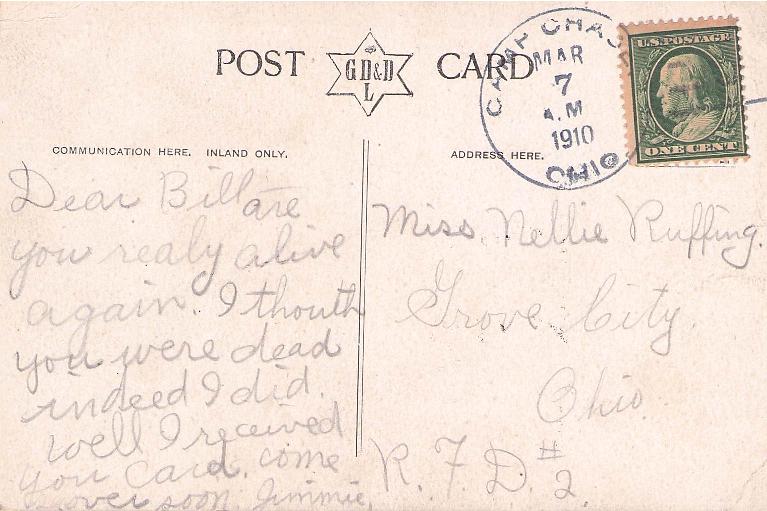 POST CARD
G D & D
L
CAMP CHASE
MAR
7
A.M
1910
OHIO
U.S. POSTAGE
ONE CENT
COMMUNICATION HERE. INLAND ONLY.
ADDRESS HERE.
Dear Bill are
you realy alive
again. I thouth
you were dead
indeed I did.
well I received
you card. come
over soon. Jimmie.
Miss. Nellie Ruffing.
Grove City.
Ohio.
R. F. D. #2.